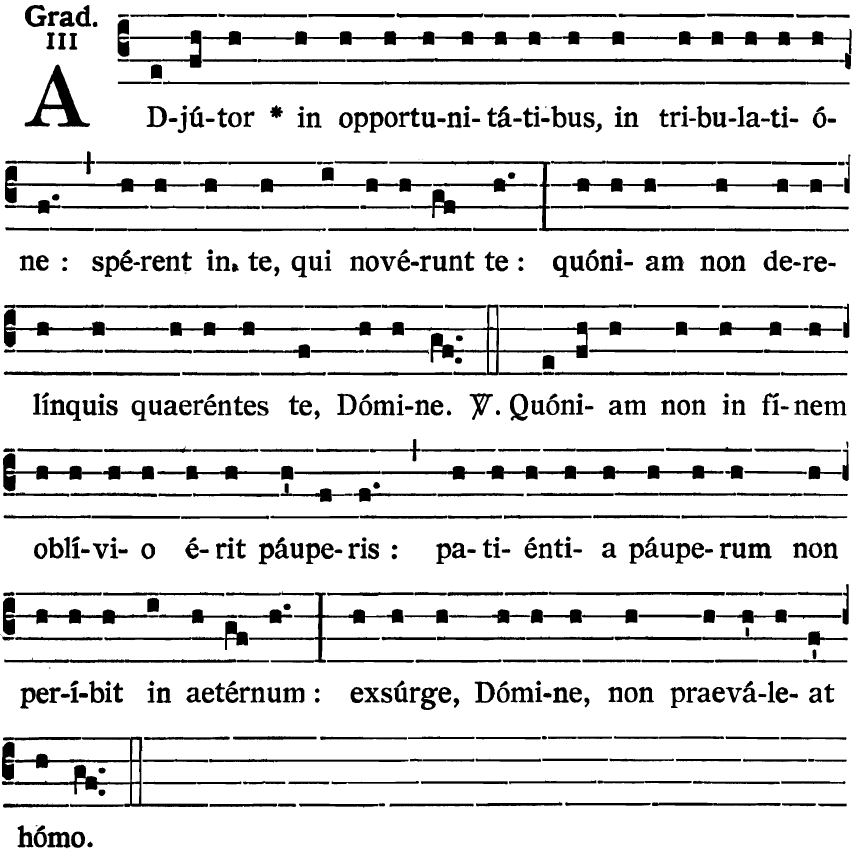 Grad.
III
AD-jú-tor * in opportu-ni-tá-ti-bus, in tri-bu-la-ti-ó-
ne : spé-rent in te, qui nové-runt te : quóni-am non de-re-
línquis quaeréntes te, Dómi-ne. ℣. Quóni-am non in fí-nem
oblí-vi-o é-rit páupe-ris : pa-ti-énti-a páupe-rum non
per-í-bit in aetérnum : exsúrge, Dómi-ne, non praevá-le-at
hómo.